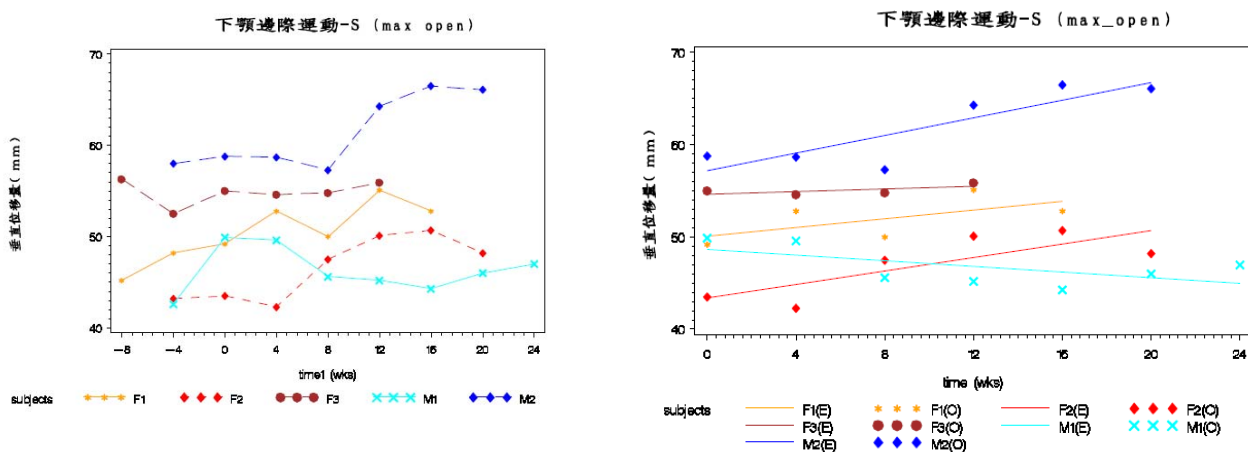 下顎邊際運動-S (max open)
垂直位移量( mm )
70
60
50
40
-8 -4 0 4 8 12 16 20 24
time1 (wks)
subjects F1 F2 F3 M1 M2
下顎邊際運動-S (max_open)
垂直位移量( mm )
70
60
50
40
0 4 8 12 16 20 24
time (wks)
subjects F1(E) F1(O) F2(E) F2(O)
F3(E) F3(O) M1(E) M1(O)
M2(E) M2(O)